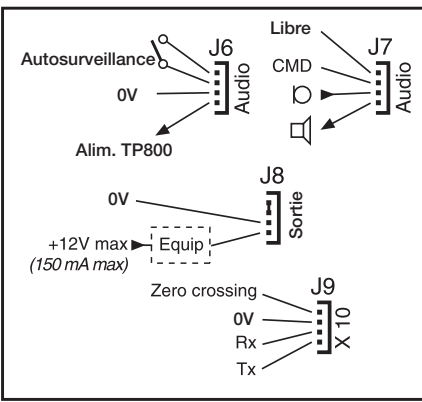 J6
Autosurveillance
0V
Alim. TP800
Audio
Libre
J7
CMD
Audio
J8
0V
+12V max
(150 mA max)
Equip
Sortie
J9
Zero crossing
0V
Rx
Tx
X 10